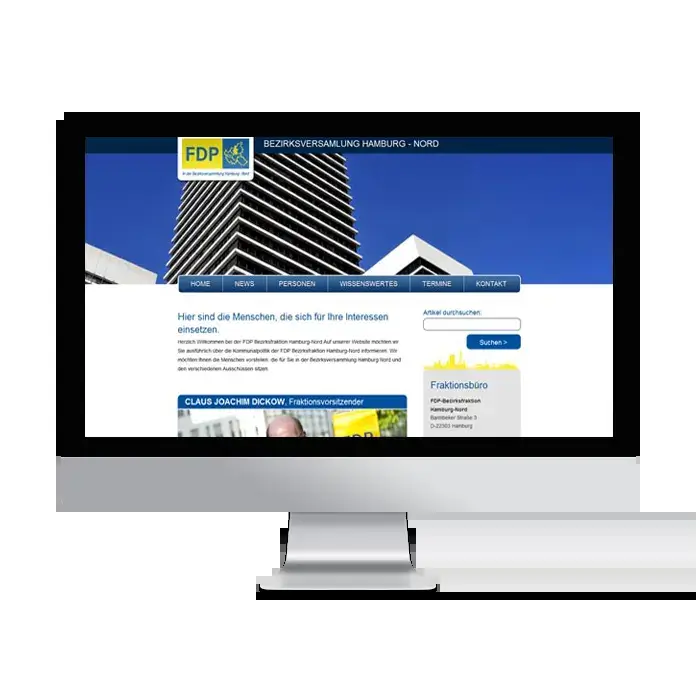 FDP
BEZIRKSVERSAMLUNG HAMBURG - NORD
In der Bezirksversammlung Hamburg - Nord
HOME NEWS PERSONEN WISSENSWERTES TERMINE KONTAKT
Hier sind die Menschen, die sich für Ihre Interessen
einsetzen.
Herzlich Willkommen bei der FDP Bezirksfraktion Hamburg-Nord Auf unserer Website möchten wir
Sie ausführlich über die Kommunalpolitik der FDP Bezirksfraktion Hamburg-Nord informieren. Wir
möchten Ihnen die Menschen vorstellen, die für Sie in der Bezirksversammlung Hamburg Nord und
den verschiedenen Ausschüssen sitzen.
Artikel durchsuchen:
Suchen >
Fraktionsbüro
FDP-Bezirksfraktion
Hamburg-Nord
Barmbeker Straße 3
D-22303 Hamburg
CLAUS JOACHIM DICKOW, Fraktionsvorsitzender
FDP